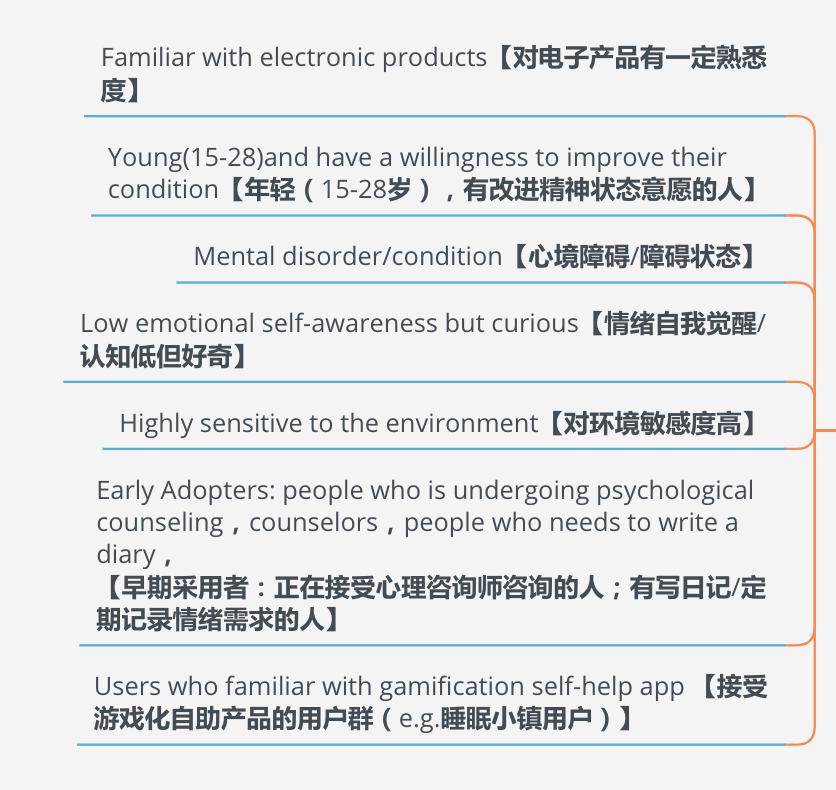 Familiar with electronic products【对电子产品有一定熟悉
度】
Young(15-28)and have a willingness to improve their
condition【年轻（15-28岁），有改进精神状态意愿的人】
Mental disorder/condition【心境障碍/障碍状态】
Low emotional self-awareness but curious【情绪自我觉醒/
认知低但好奇】
Highly sensitive to the environment【对环境敏感度高】
Early Adopters: people who is undergoing psychological
counseling，counselors，people who needs to write a
diary，
【早期采用者：正在接受心理咨询师咨询的人；有写日记/定
期记录情绪需求的人】
Users who familiar with gamification self-help app 【接受
游戏化自助产品的用户群（e.g.睡眠小镇用户）】